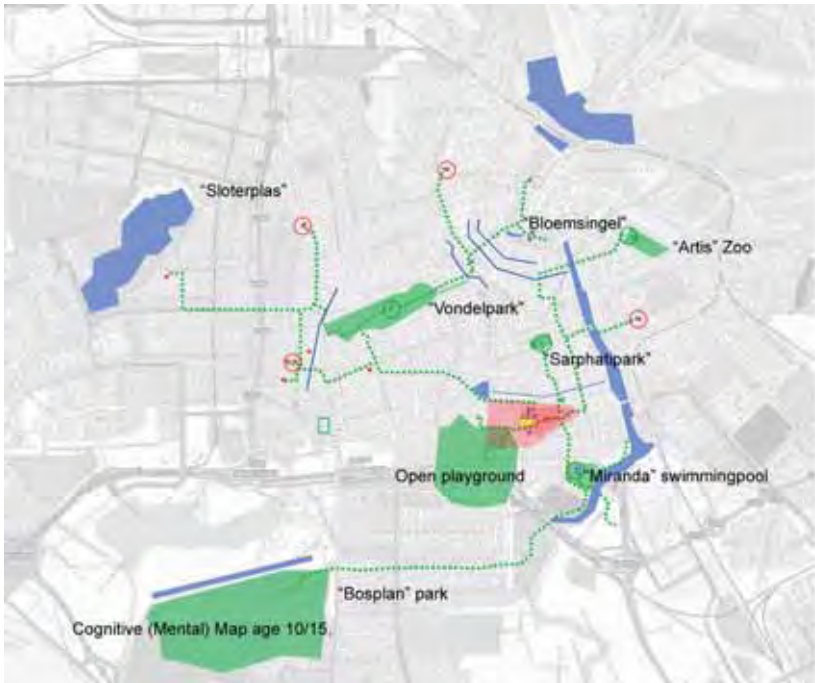 "Sloterplas"
"Bloemsingel"
"Artis" Zoo
"Vondelpark"
"Sarphatipark"
Open playground
"Miranda" swimmingpool
"Bosplan" park
Cognitive (Mental) Map age 10/15.